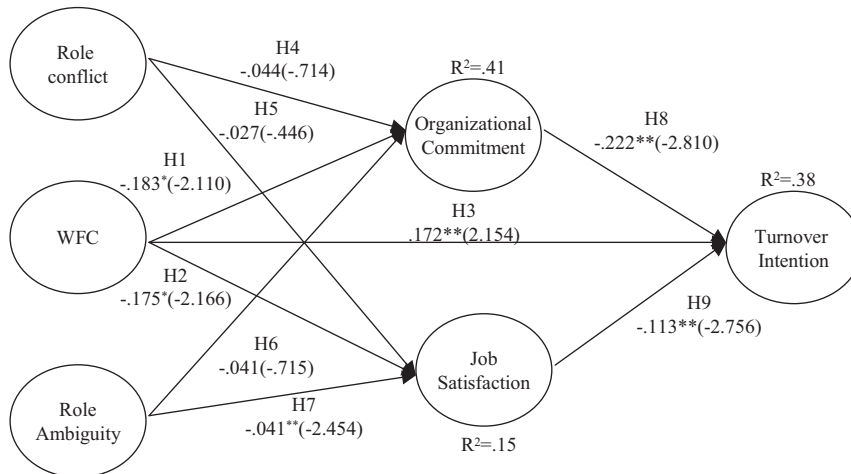 Role
conflict
H4
-.044(-.714)
H5
-.027(-.446)
R²=.41
Organizational
Commitment
H8
-.222**(-2.810)
H1
-.183*(-2.110)
WFC
H3
.172**(2.154)
R²=.38
Turnover
Intention
H2
-.175*(-2.166)
H9
-.113**(-2.756)
H6
-.041(-.715)
Job
Satisfaction
R²=.15
Role
Ambiguity
H7
-.041**(-2.454)